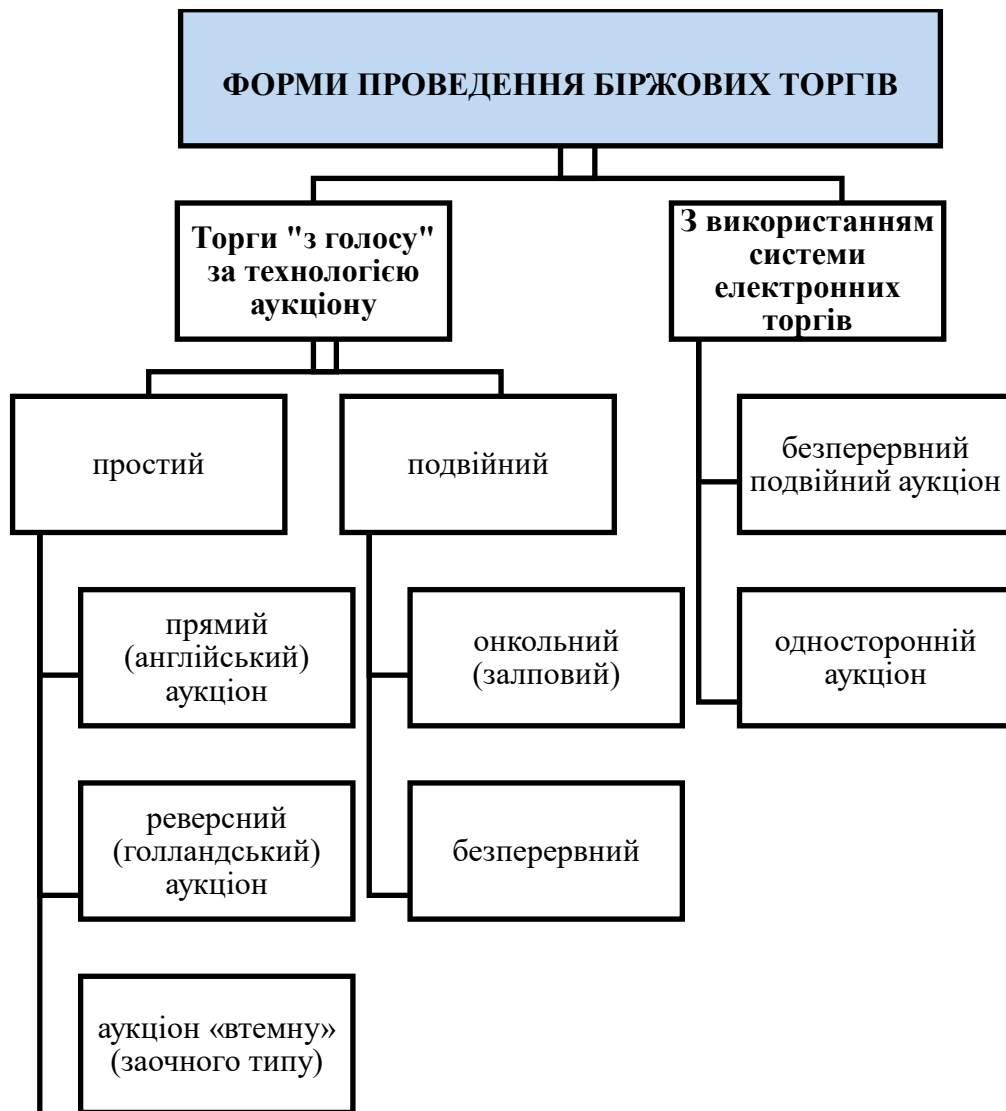 ФОРМИ ПРОВЕДЕННЯ БІРЖОВИХ ТОРГІВ
Торги "з голосу"
за технологією
аукціону
З використанням
системи
електронних
торгів
простий
подвійний
безперервний
подвійний аукціон
прямий
(англійський)
аукціон
онкольний
(залповий)
односторонній
аукціон
реверсний
(голландський)
аукціон
безперервний
аукціон «втемну»
(заочного типу)